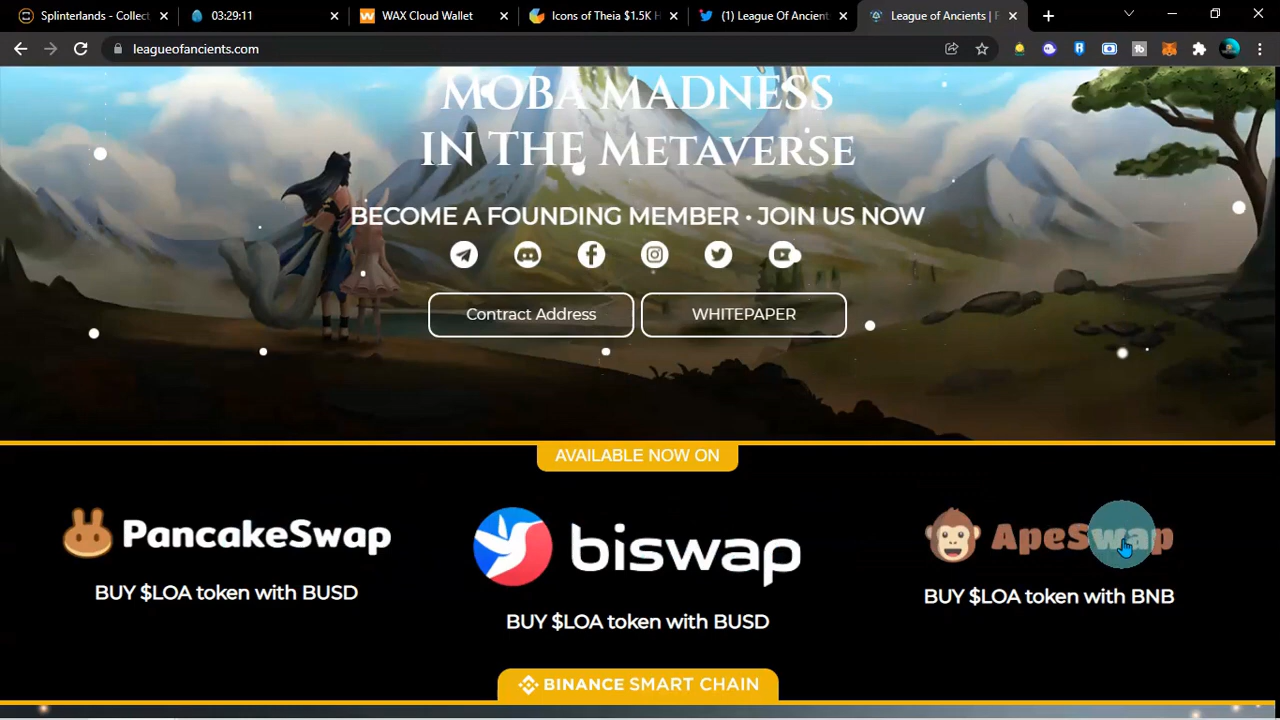 Splinterlands - Collect
03:29:11
WAX Cloud Wallet
Icons of Theia $1.5K H
(1) League Of Ancient
League of Ancients | F
leagueofancients.com
MOBA MADNESS
IN THE METAVERSE
BECOME A FOUNDING MEMBER • JOIN US NOW
Contract Address
WHITEPAPER
AVAILABLE NOW ON
PancakeSwap
biswap
ApeSwap
BUY $LOA token with BUSD
BUY $LOA token with BUSD
BUY $LOA token with BNB
BINANCE SMART CHAIN